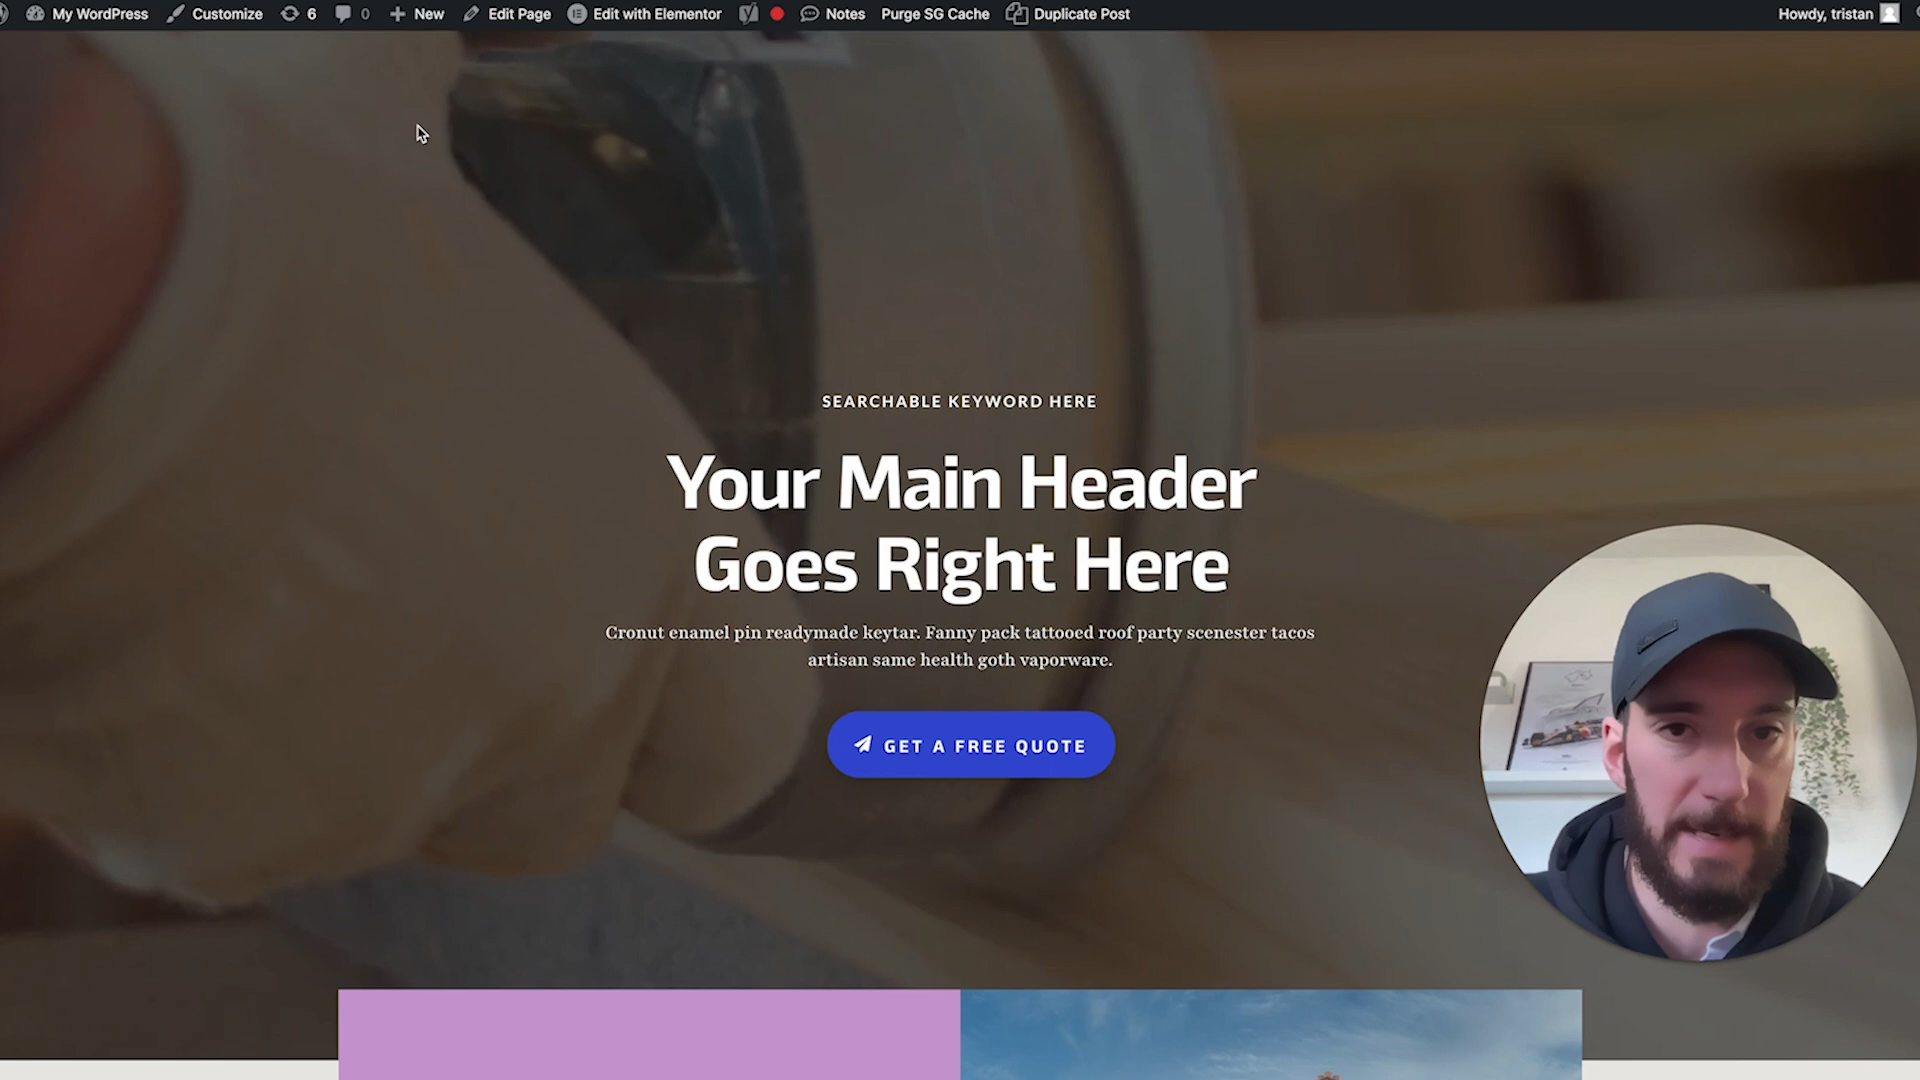 My WordPress Customize 6 0 New Edit Page Edit with Elementor Notes Purge SG Cache Duplicate Post Howdy, tristan
SEARCHABLE KEYWORD HERE
Your Main Header
Goes Right Here
Cronut enamel pin readymade keytar. Fanny pack tattooed roof party scenester tacos
artisan same health goth vaporware.
GET A FREE QUOTE